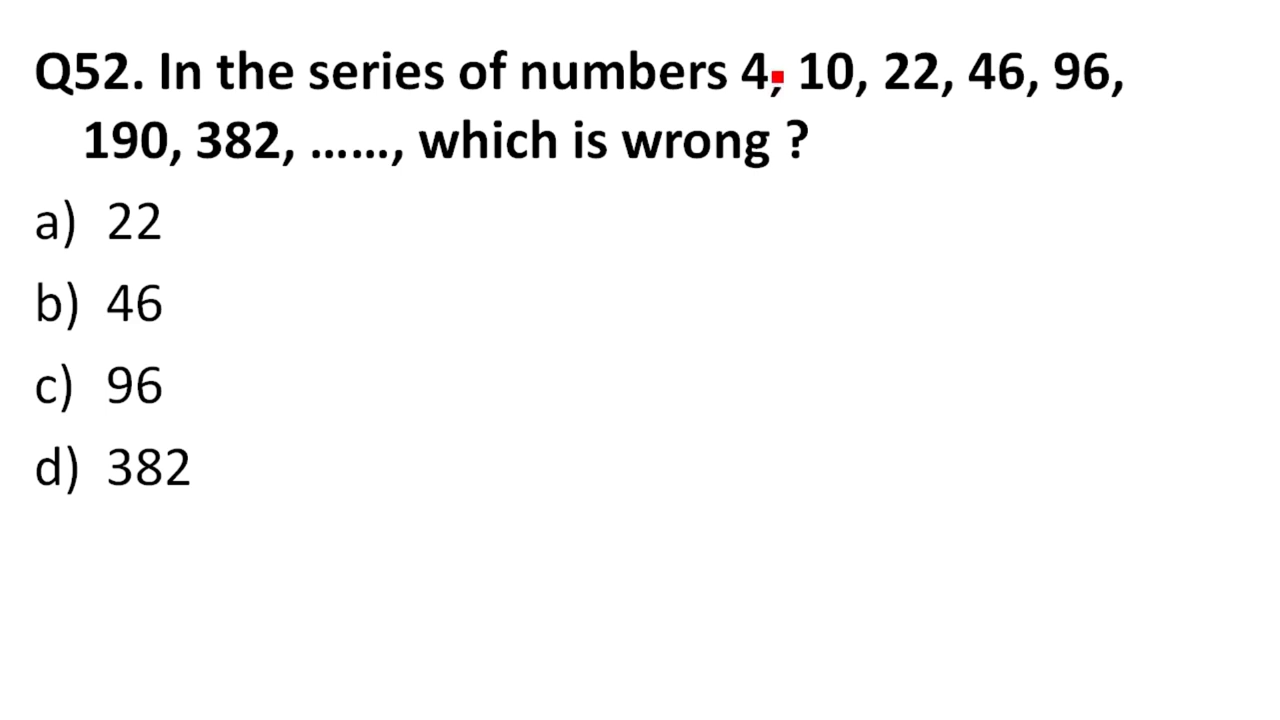 Q52. In the series of numbers 4, 10, 22, 46, 96,
190, 382, ……, which is wrong ?
a) 22
b) 46
c) 96
d) 382